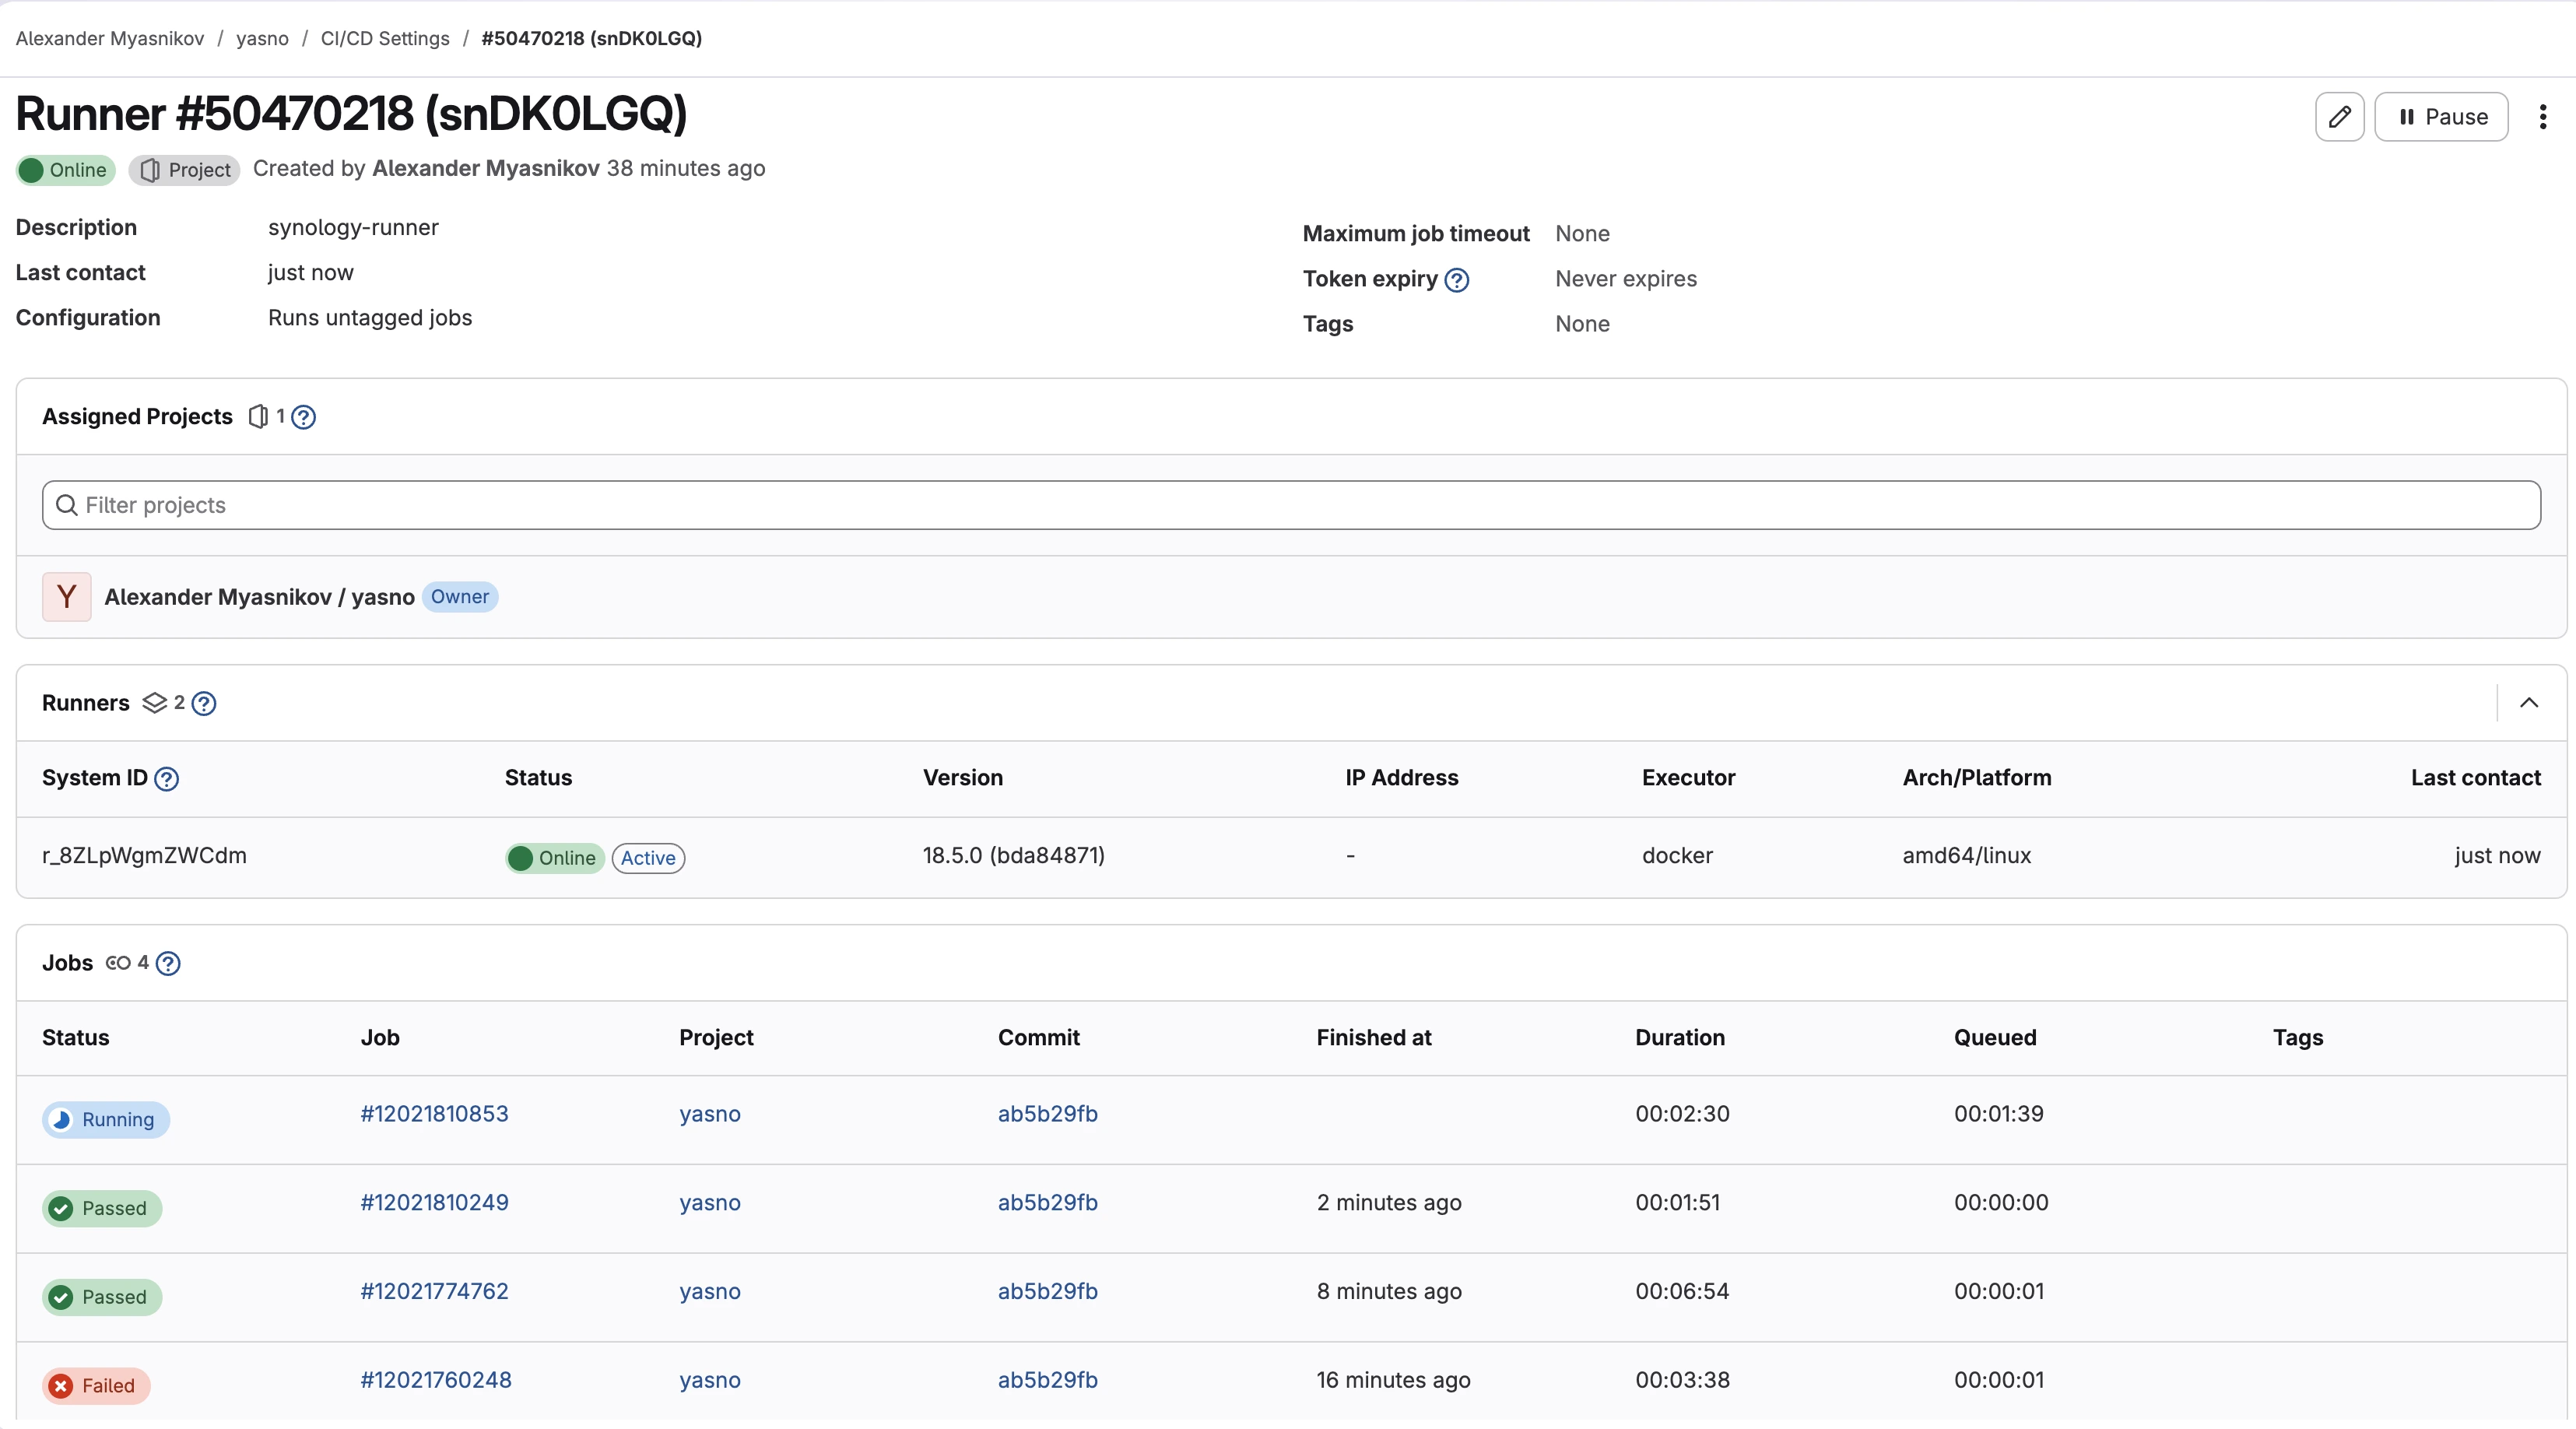 Alexander Myasnikov / yasno / CI/CD Settings / #50470218 (snDK0LGQ)
Runner #50470218 (snDK0LGQ)
Pause
Online Project Created by Alexander Myasnikov 38 minutes ago
Description synology-runner
Last contact just now
Configuration Runs untagged jobs
Maximum job timeout None
Token expiry ? Never expires
Tags None
Assigned Projects 1 ?
Filter projects
Y Alexander Myasnikov / yasno Owner
Runners 2 ?
System ID ? Status Version IP Address Executor Arch/Platform Last contact
r_8ZLpWgmZWCdm Online Active 18.5.0 (bda84871) - docker amd64/linux just now
Jobs 4 ?
Status Job Project Commit Finished at Duration Queued Tags
Running #12021810853 yasno ab5b29fb 00:02:30 00:01:39
Passed #12021810249 yasno ab5b29fb 2 minutes ago 00:01:51 00:00:00
Passed #12021774762 yasno ab5b29fb 8 minutes ago 00:06:54 00:00:01
Failed #12021760248 yasno ab5b29fb 16 minutes ago 00:03:38 00:00:01